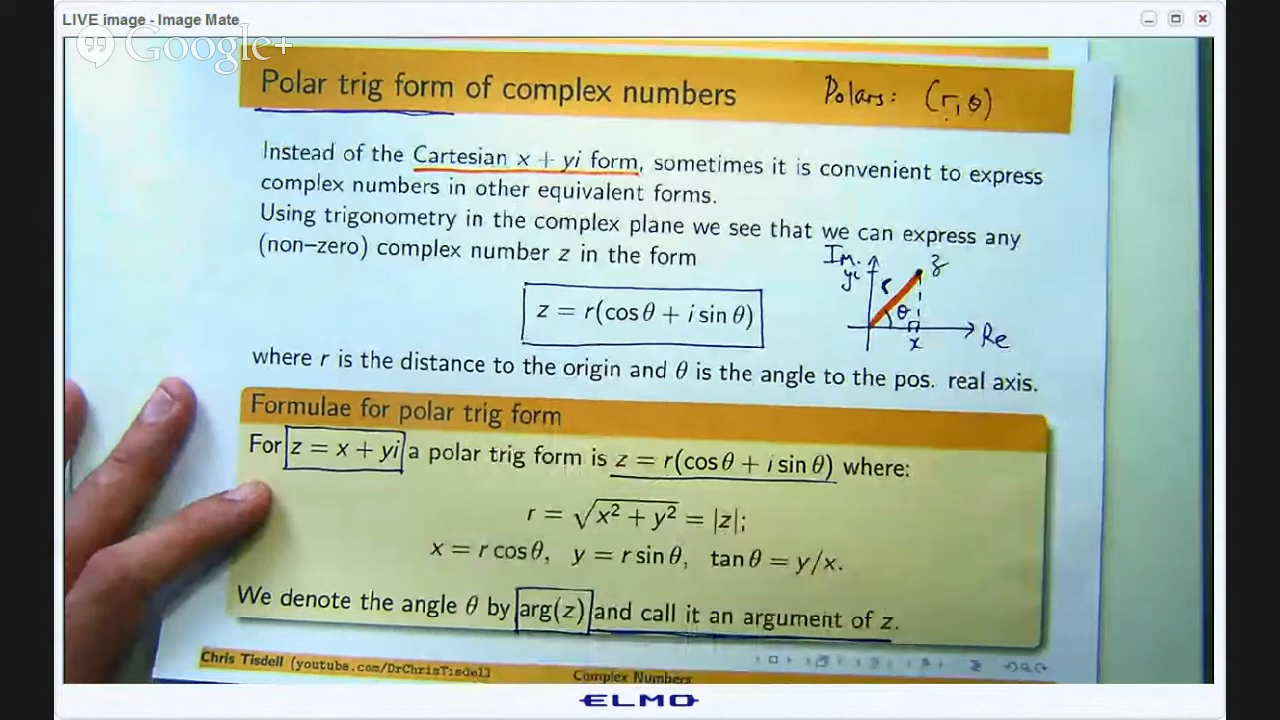 LIVE image - Image Mate
Google+
Polar trig form of complex numbers
Polars: (r, θ)
Instead of the Cartesian x + yi form, sometimes it is convenient to express
complex numbers in other equivalent forms.
Using trigonometry in the complex plane we see that we can express any
(non–zero) complex number z in the form
Im.
yi
r
z
θ
x
Re
z = r(cos θ + i sin θ)
where r is the distance to the origin and θ is the angle to the pos. real axis.
Formulae for polar trig form
For z = x + yi a polar trig form is z = r(cos θ + i sin θ) where:
r = √x² + y² = |z|;
x = r cos θ, y = r sin θ, tan θ = y/x.
We denote the angle θ by arg(z) and call it an argument of z.
Chris Tisdell (youtube.com/DrChrisTisdell
Complex Numbers
ELMO